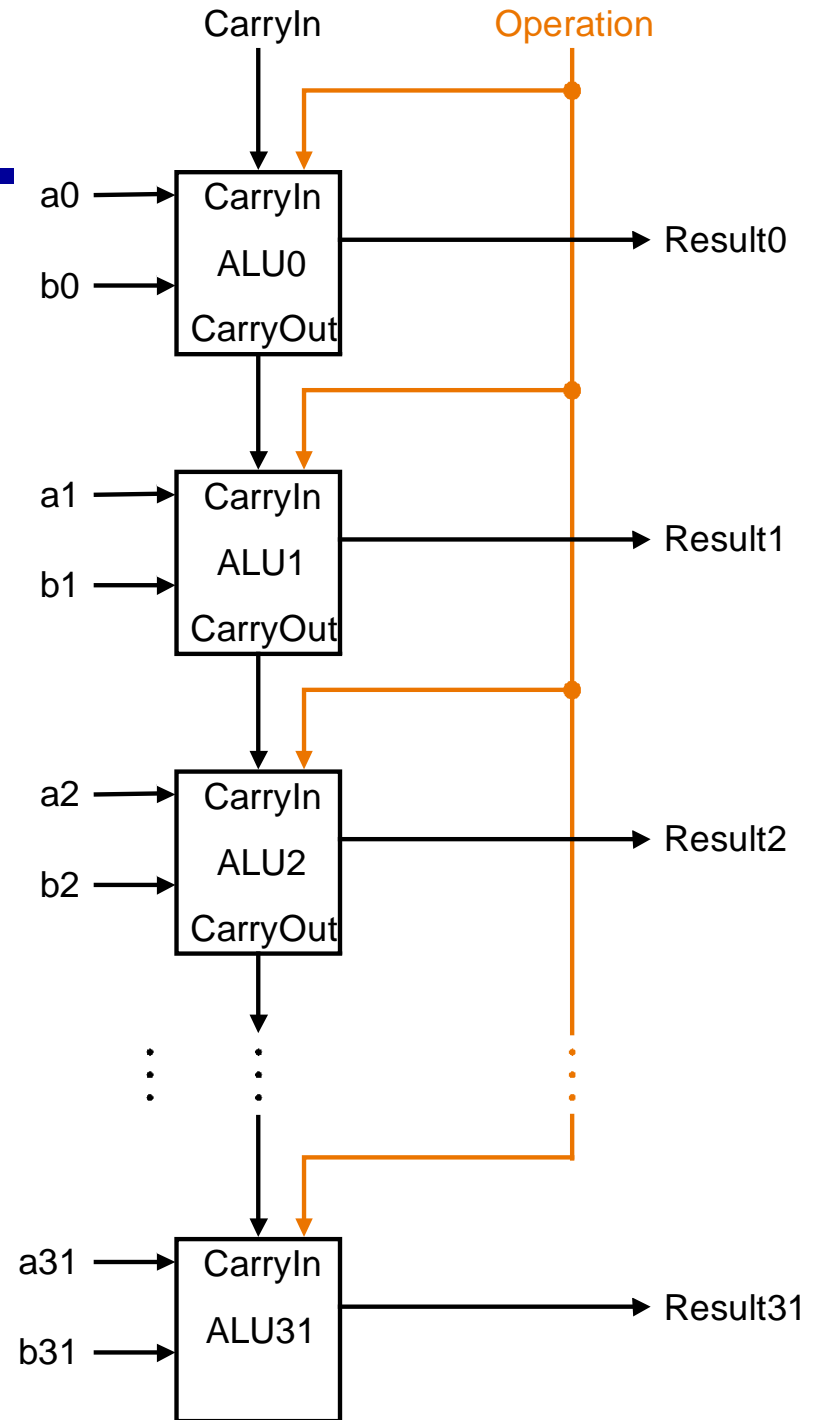 CarryIn
Operation
a0
CarryIn
ALU0
Result0
b0
CarryOut
a1
CarryIn
ALU1
Result1
b1
CarryOut
a2
CarryIn
ALU2
Result2
b2
CarryOut
a31
CarryIn
ALU31
Result31
b31